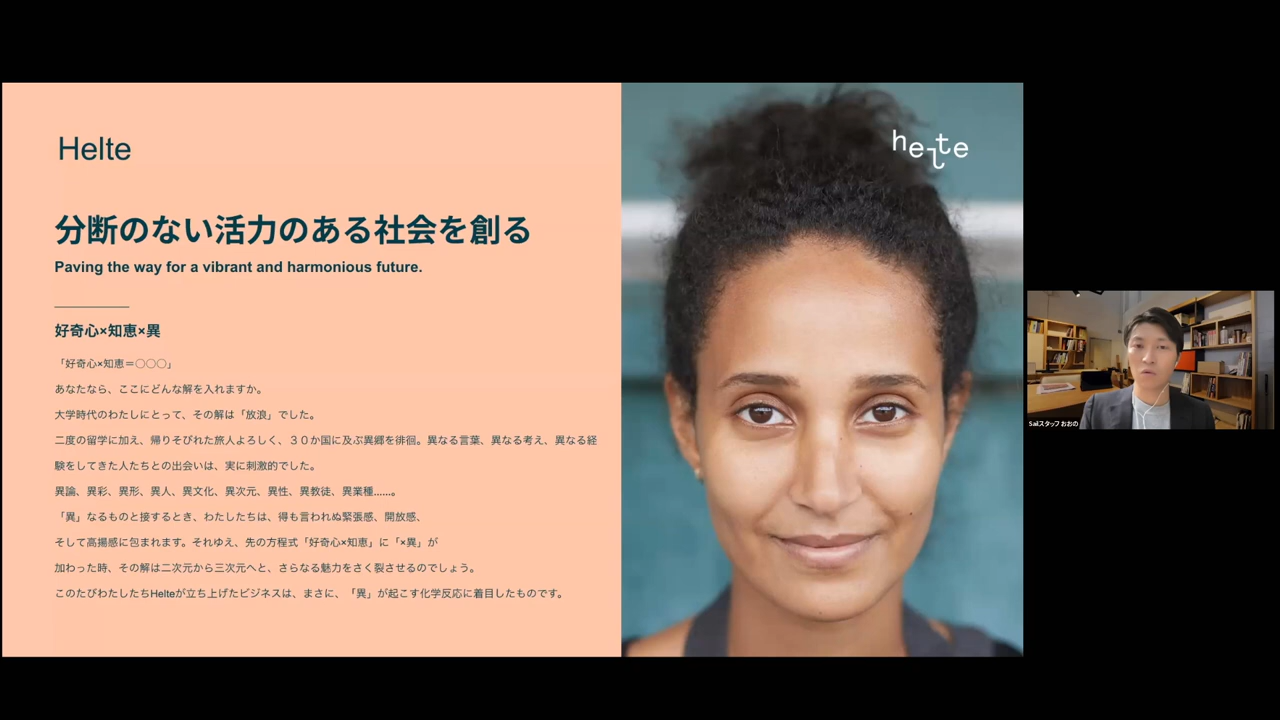 Helte
分断のない活力のある社会を創る
Paving the way for a vibrant and harmonious future.
好奇心×知恵×異
「好奇心×知恵＝〇〇〇」
あなたなら、ここにどんな解を入れますか。
大学時代のわたしにとって、その解は「放浪」でした。
二度の留学に加え、帰りそびれた旅人よろしく、３０か国に及ぶ異郷を徘徊。異なる言葉、異なる考え、異なる経
験をしてきた人たちとの出会いは、実に刺激的でした。
異論、異彩、異形、異人、異文化、異次元、異性、異教徒、異業種......。
「異」なるものと接するとき、わたしたちは、得も言われぬ緊張感、開放感、
そして高揚感に包まれます。それゆえ、先の方程式「好奇心×知恵」に「×異」が
加わった時、その解は二次元から三次元へと、さらなる魅力をさく裂させるのでしょう。
このたびわたしたちHelteが立ち上げたビジネスは、まさに、「異」が起こす化学反応に着目したものです。
helte
Sailスタッフ おおの